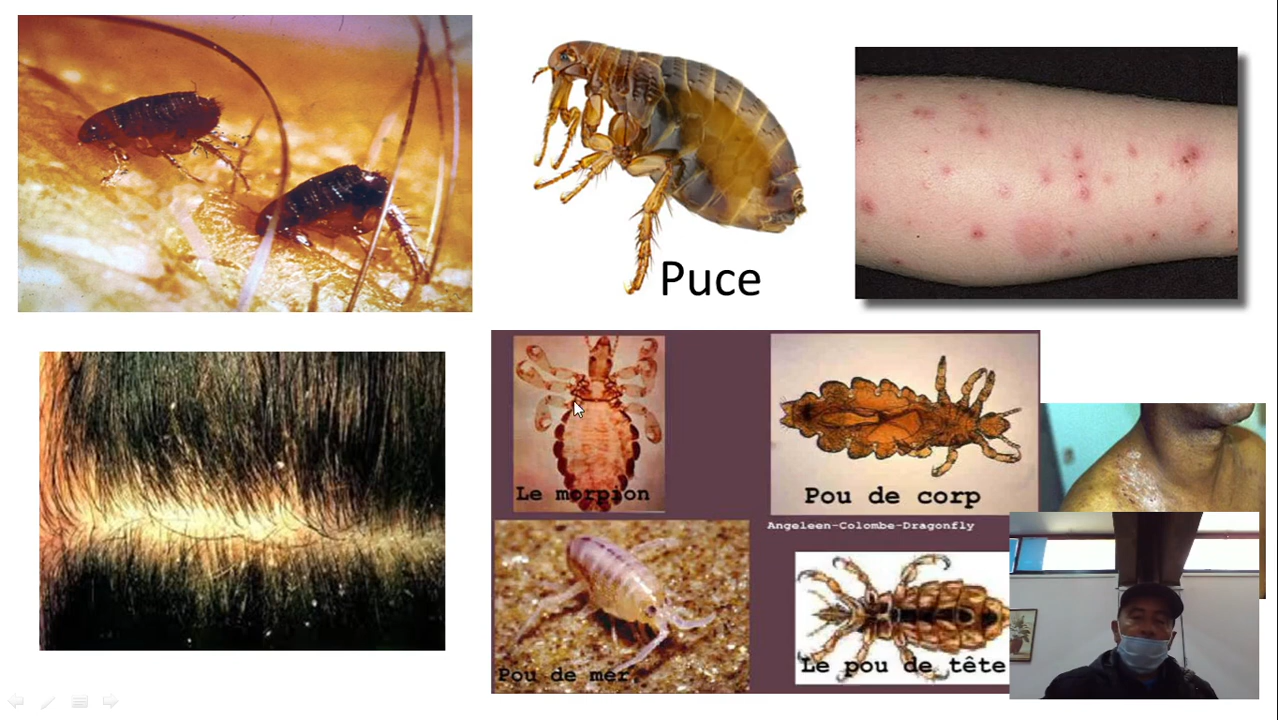 Puce
Le morpion
Pou de corp
Angeleen-Colombe-Dragonfly
Pou de mer
Le pou de tête